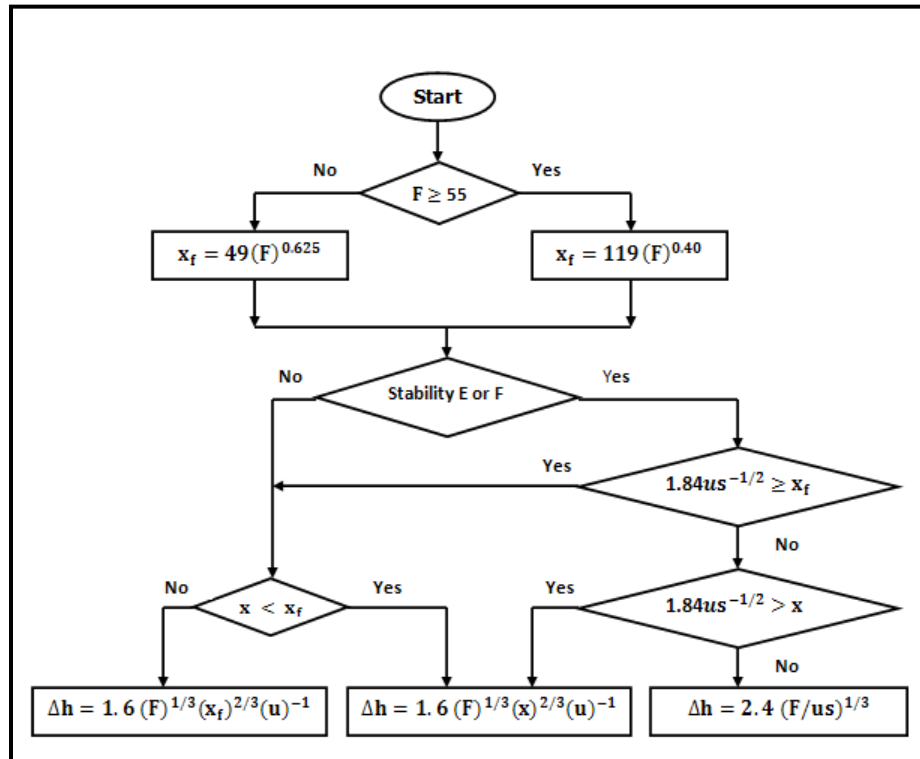 Start
No
Yes
F ≥ 55
x_f = 49(F)^0.625
x_f = 119(F)^0.40
No
Yes
Stability E or F
Yes
1.84us^−1/2 ≥ x_f
No
No
Yes
Yes
x < x_f
1.84us^−1/2 > x
No
Δh = 1.6 (F)^1/3(x_f)^2/3(u)^−1
Δh = 1.6 (F)^1/3(x)^2/3(u)^−1
Δh = 2.4 (F/us)^1/3